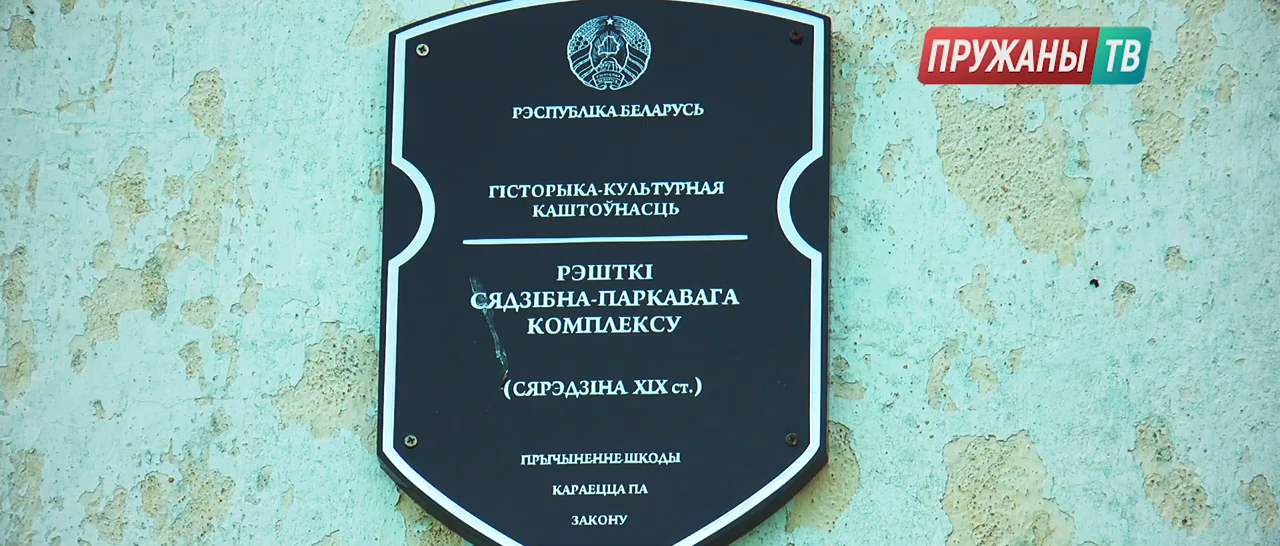 ПРУЖАНЫ ТВ
РЭСПУБЛІКА БЕЛАРУСЬ
ГІСТОРЫКА-КУЛЬТУРНАЯ
КАШТОЎНАСЦЬ
РЭШТКІ
СЯДЗІБНА-ПАРКАВАГА
КОМПЛЕКСУ
(СЯРЭДЗІНА XIX ст.)
ПРЫЧЫНЕННЕ ШКОДЫ
КАРАЕЦЦА ПА
ЗАКОНУ